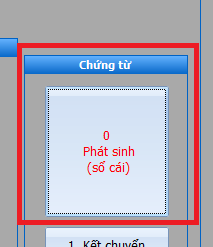 Chứng từ
0
Phát sinh
(sổ cái)
1. Kết chuyển